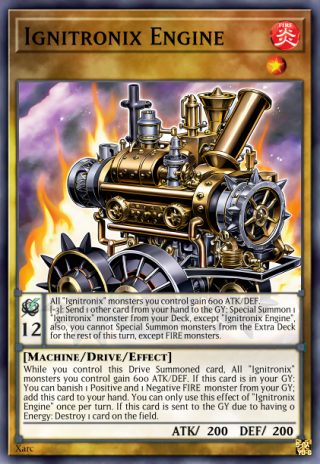 Ignitronix Engine
FIRE
炎
12
All "Ignitronix" monsters you control gain 600 ATK/DEF.
[-3]: Send 1 other card from your hand to the GY; Special Summon 1
"Ignitronix" monster from your Deck, except "Ignitronix Engine",
also, you cannot Special Summon monsters from the Extra Deck
for the rest of this turn, except FIRE monsters.
[Machine/Drive/Effect]
While you control this Drive Summoned card, All "Ignitronix"
monsters you control gain 600 ATK/DEF. If this card is in your GY:
You can banish 1 Positive and 1 Negative FIRE monster from your GY;
add this card to your hand. You can only use this effect of "Ignitronix
Engine" once per turn. If this card is sent to the GY due to having 0
Energy: Destroy 1 card on the field.
ATK/ 200 DEF/ 200
Xarc